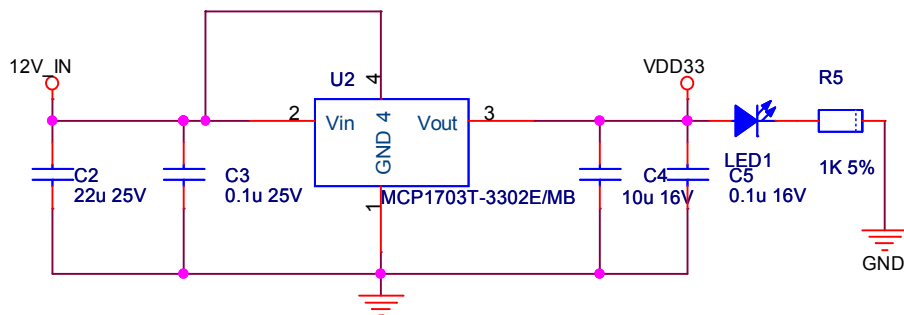 12V_IN
U2
4
VDD33
R5
2
Vin
GND 4
Vout
3
1
C2
22u 25V
C3
0.1u 25V
MCP1703T-3302E/MB
C4
10u 16V
LED1
C5
0.1u 16V
1K 5%
GND